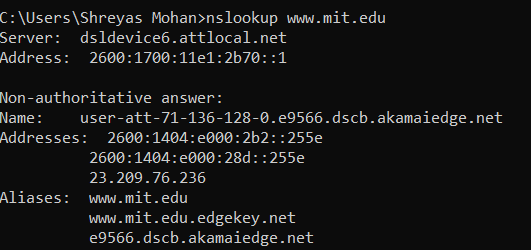 C:\Users\Shreyas Mohan>nslookup www.mit.edu
Server:  dsldevice6.attlocal.net
Address:  2600:1700:11e1:2b70::1

Non-authoritative answer:
Name:    user-att-71-136-128-0.e9566.dscb.akamaiedge.net
Addresses:  2600:1404:e000:2b2::255e
          2600:1404:e000:28d::255e
          23.209.76.236
Aliases:  www.mit.edu
          www.mit.edu.edgekey.net
          e9566.dscb.akamaiedge.net